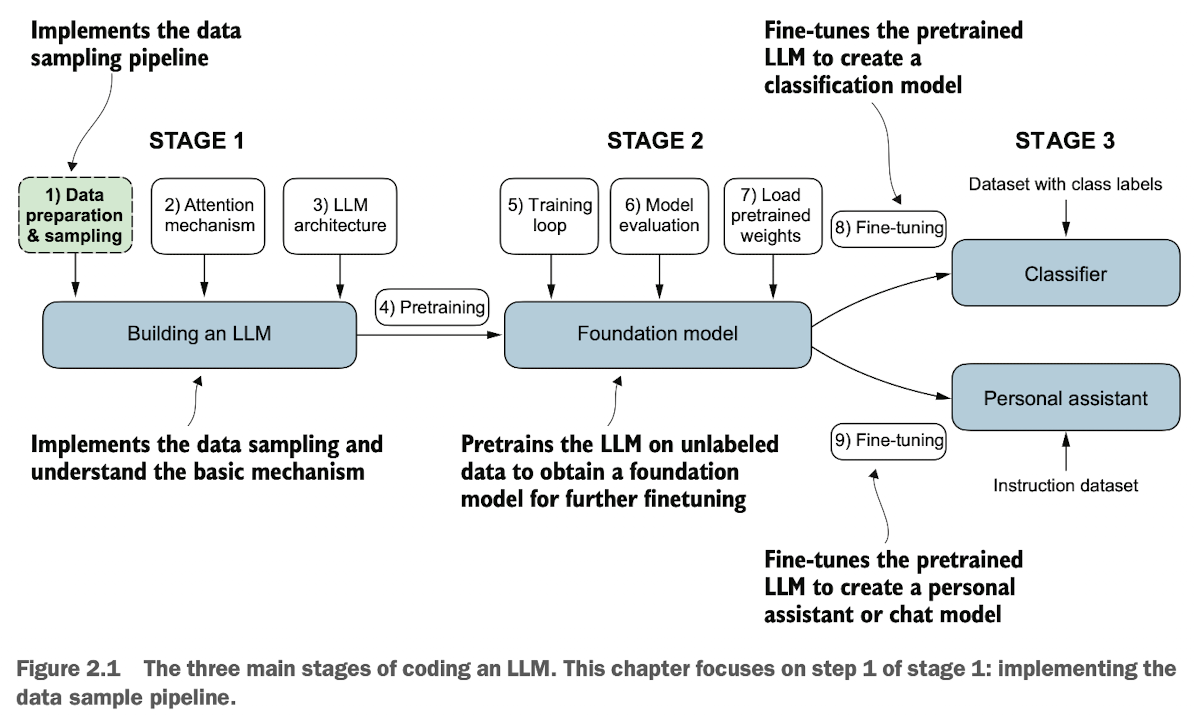 Implements the data
sampling pipeline
Fine-tunes the pretrained
LLM to create a
classification model
STAGE 1
STAGE 2
STAGE 3
1) Data
preparation
& sampling
2) Attention
mechanism
3) LLM
architecture
5) Training
loop
6) Model
evaluation
7) Load
pretrained
weights
8) Fine-tuning
Dataset with class labels
Classifier
4) Pretraining
Building an LLM
Foundation model
Personal assistant
9) Fine-tuning
Instruction dataset
Implements the data sampling and
understand the basic mechanism
Pretrains the LLM on unlabeled
data to obtain a foundation
model for further finetuning
Fine-tunes the pretrained
LLM to create a personal
assistant or chat model
Figure 2.1 The three main stages of coding an LLM. This chapter focuses on step 1 of stage 1: implementing the
data sample pipeline.